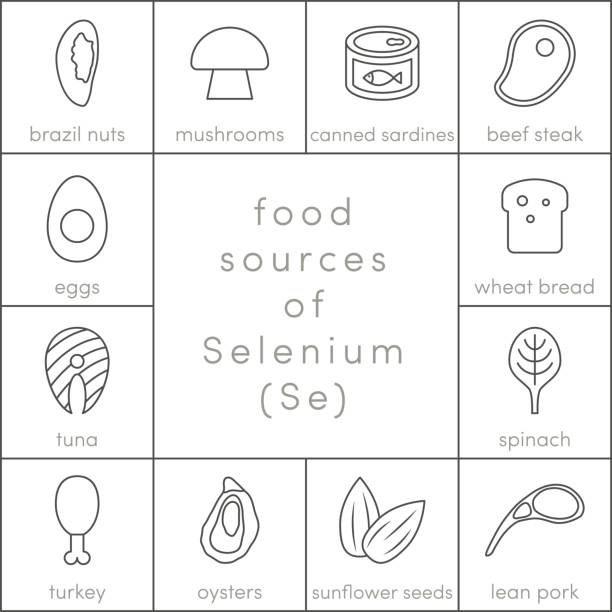 brazil nuts
mushrooms
canned sardines
beef steak
eggs
food
sources
of
Selenium
(Se)
wheat bread
tuna
spinach
turkey
oysters
sunflower seeds
lean pork